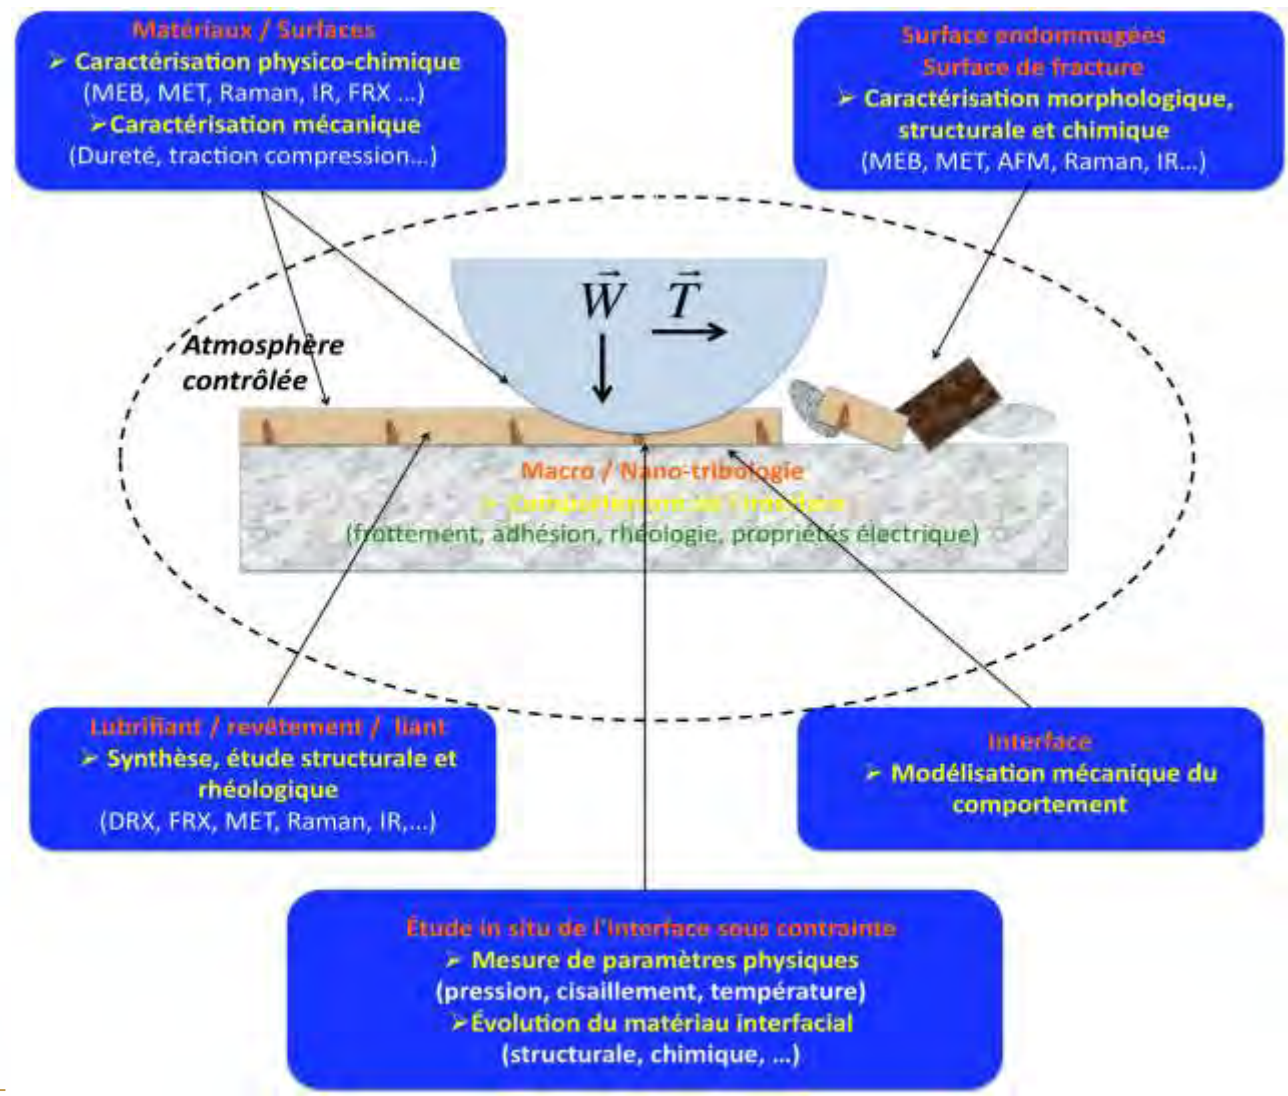 Matériaux / Surfaces
➢ Caractérisation physico-chimique
(MEB, MET, Raman, IR, FRX ...)
➢Caractérisation mécanique
(Dureté, traction compression...)
Surface endommagées
Surface de fracture
➢ Caractérisation morphologique,
structurale et chimique
(MEB, MET, AFM, Raman, IR...)
W T
Atmosphère
contrôlée
Macro / Nano-tribologie
➢ Comportement de l'interface
(frottement, adhésion, rhéologie, propriétés électrique)
Lubrifiant / revêtement / liant
➢ Synthèse, étude structurale et
rhéologique
(DRX, FRX, MET, Raman, IR,...)
Interface
➢ Modélisation mécanique du
comportement
Étude in situ de l'interface sous contrainte
➢ Mesure de paramètres physiques
(pression, cisaillement, température)
➢Évolution du matériau interfacial
(structurale, chimique, ...)